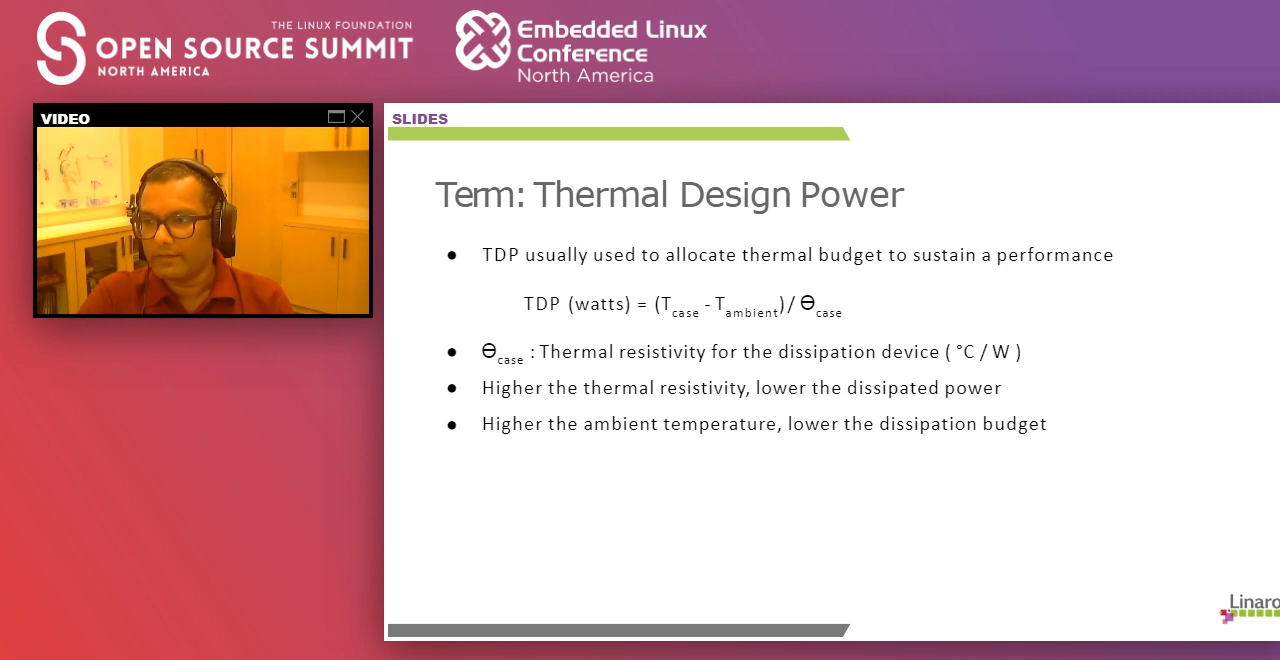 THE LINUX FOUNDATION
OPEN SOURCE SUMMIT
NORTH AMERICA
Embedded Linux
Conference
North America
VIDEO
SLIDES
Term: Thermal Design Power
● TDP usually used to allocate thermal budget to sustain a performance
TDP (watts) = (Tcase - Tambient)/ ϴcase
● ϴcase : Thermal resistivity for the dissipation device ( °C / W )
● Higher the thermal resistivity, lower the dissipated power
● Higher the ambient temperature, lower the dissipation budget
Linaro